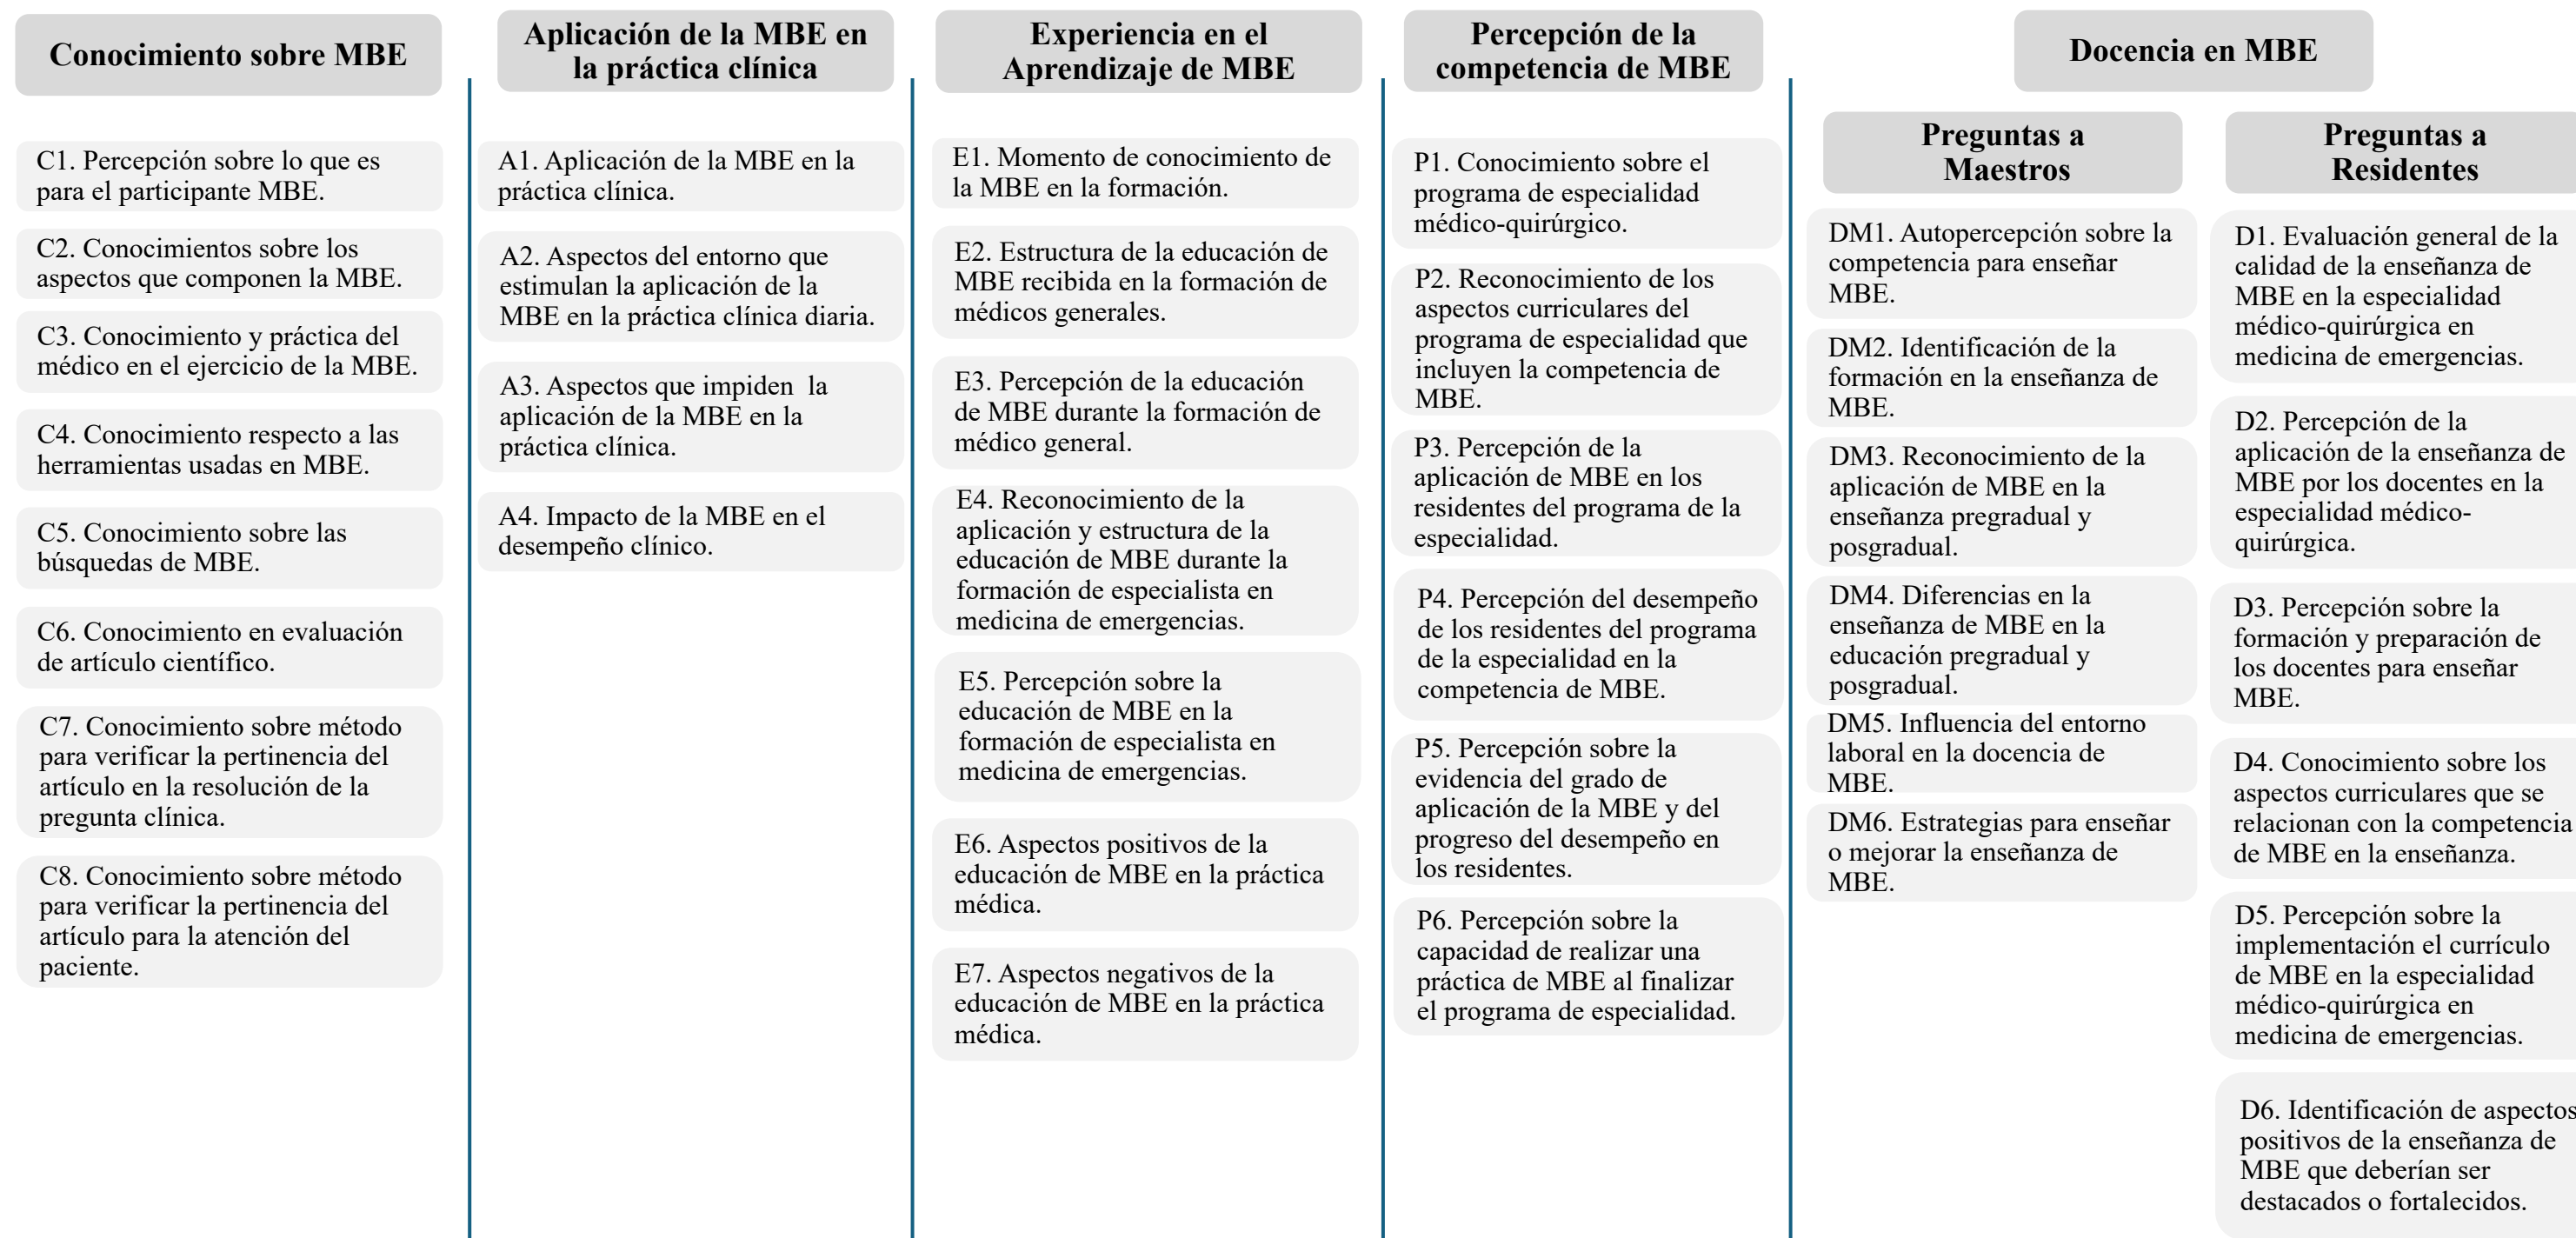 Conocimiento sobre MBE
C1. Percepción sobre lo que es
para el participante MBE.
C2. Conocimientos sobre los
aspectos que componen la MBE.
C3. Conocimiento y práctica del
médico en el ejercicio de la MBE.
C4. Conocimiento respecto a las
herramientas usadas en MBE.
C5. Conocimiento sobre las
búsquedas de MBE.
C6. Conocimiento en evaluación
de artículo científico.
C7. Conocimiento sobre método
para verificar la pertinencia del
artículo en la resolución de la
pregunta clínica.
C8. Conocimiento sobre método
para verificar la pertinencia del
artículo para la atención del
paciente.
Aplicación de la MBE en
la práctica clínica
A1. Aplicación de la MBE en la
práctica clínica.
A2. Aspectos del entorno que
estimulan la aplicación de la
MBE en la práctica clínica diaria.
A3. Aspectos que impiden  la
aplicación de la MBE en la
práctica clínica.
A4. Impacto de la MBE en el
desempeño clínico.
Experiencia en el
Aprendizaje de MBE
E1. Momento de conocimiento de
la MBE en la formación.
E2. Estructura de la educación de
MBE recibida en la formación de
médicos generales.
E3. Percepción de la educación
de MBE durante la formación de
médico general.
E4. Reconocimiento de la
aplicación y estructura de la
educación de MBE durante la
formación de especialista en
medicina de emergencias.
E5. Percepción sobre la
educación de MBE en la
formación de especialista en
medicina de emergencias.
E6. Aspectos positivos de la
educación de MBE en la práctica
médica.
E7. Aspectos negativos de la
educación de MBE en la práctica
médica.
Percepción de la
competencia de MBE
P1. Conocimiento sobre el
programa de especialidad
médico-quirúrgico.
P2. Reconocimiento de los
aspectos curriculares del
programa de especialidad que
incluyen la competencia de
MBE.
P3. Percepción de la
aplicación de MBE en los
residentes del programa de la
especialidad.
P4. Percepción del desempeño
de los residentes del programa
de la especialidad en la
competencia de MBE.
P5. Percepción sobre la
evidencia del grado de
aplicación de la MBE y del
progreso del desempeño en
los residentes.
P6. Percepción sobre la
capacidad de realizar una
práctica de MBE al finalizar
el programa de especialidad.
Docencia en MBE
Preguntas a
Maestros
DM1. Autopercepción sobre la
competencia para enseñar
MBE.
DM2. Identificación de la
formación en la enseñanza de
MBE.
DM3. Reconocimiento de la
aplicación de MBE en la
enseñanza pregradual y
posgradual.
DM4. Diferencias en la
enseñanza de MBE en la
educación pregradual y
posgradual.
DM5. Influencia del entorno
laboral en la docencia de
MBE.
DM6. Estrategias para enseñar
o mejorar la enseñanza de
MBE.
Preguntas a
Residentes
D1. Evaluación general de la
calidad de la enseñanza de
MBE en la especialidad
médico-quirúrgica en
medicina de emergencias.
D2. Percepción de la
aplicación de la enseñanza de
MBE por los docentes en la
especialidad médico-
quirúrgica.
D3. Percepción sobre la
formación y preparación de
los docentes para enseñar
MBE.
D4. Conocimiento sobre los
aspectos curriculares que se
relacionan con la competencia
de MBE en la enseñanza.
D5. Percepción sobre la
implementación el currículo
de MBE en la especialidad
médico-quirúrgica en
medicina de emergencias.
D6. Identificación de aspectos
positivos de la enseñanza de
MBE que deberían ser
destacados o fortalecidos.